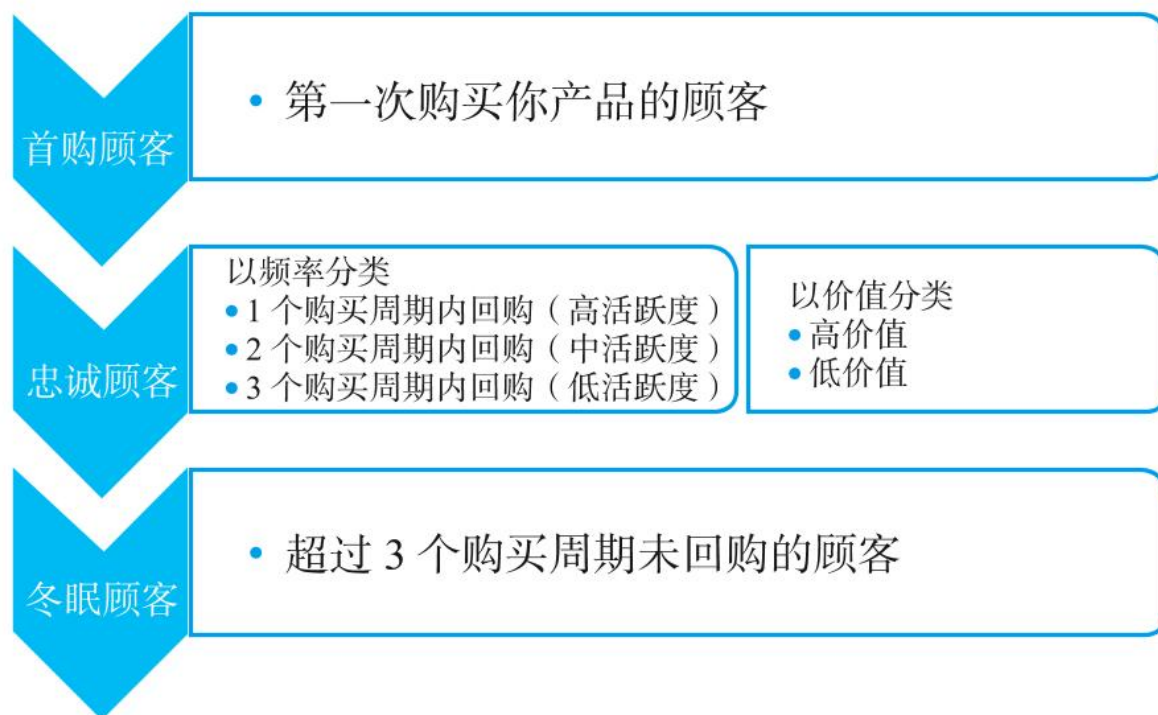 首购顾客
• 第一次购买你产品的顾客
忠诚顾客
以频率分类
• 1 个购买周期内回购（高活跃度）
• 2 个购买周期内回购（中活跃度）
• 3 个购买周期内回购（低活跃度）
以价值分类
• 高价值
• 低价值
冬眠顾客
• 超过 3 个购买周期未回购的顾客